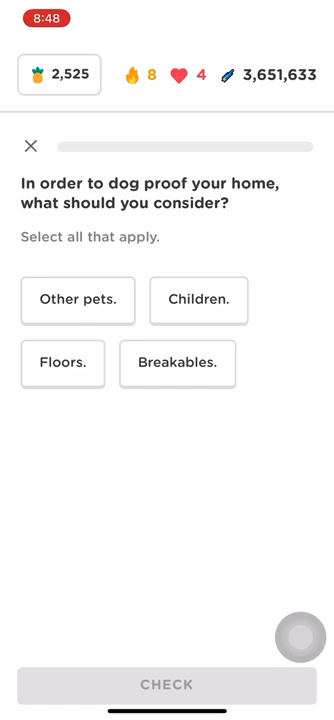 8:48
2,525 8 4 3,651,633
In order to dog proof your home,
what should you consider?
Select all that apply.
Other pets. Children.
Floors. Breakables.
CHECK